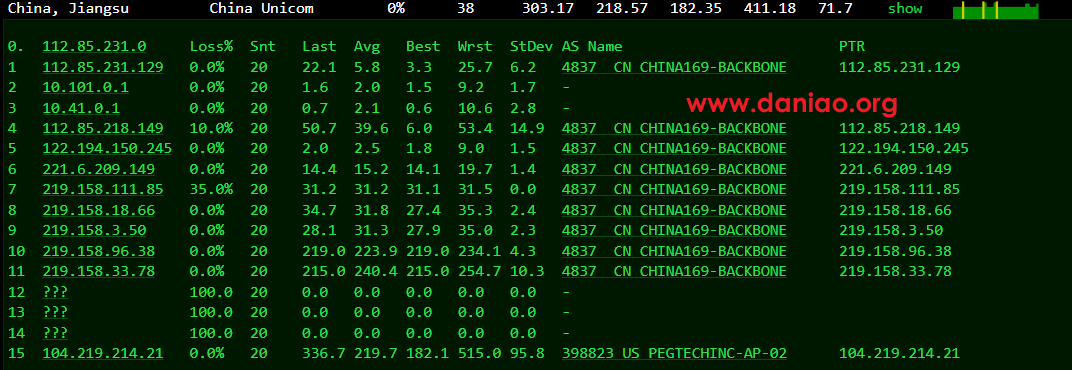 China, Jiangsu China Unicom 0% 38 303.17 218.57 182.35 411.18 71.7 show
0. 112.85.231.0 Loss% Snt Last Avg Best Wrst StDev AS Name PTR
1 112.85.231.129 0.0% 20 22.1 5.8 3.3 25.7 6.2 4837 CN CHINA169-BACKBONE 112.85.231.129
2 10.101.0.1 0.0% 20 1.6 2.0 1.5 9.2 1.7 -
3 10.41.0.1 0.0% 20 0.7 2.1 0.6 10.6 2.8 -
www.daniao.org
4 112.85.218.149 10.0% 20 50.7 39.6 6.0 53.4 14.9 4837 CN CHINA169-BACKBONE 112.85.218.149
5 122.194.150.245 0.0% 20 2.0 2.5 1.8 9.0 1.5 4837 CN CHINA169-BACKBONE 122.194.150.245
6 221.6.209.149 0.0% 20 14.4 15.2 14.1 19.7 1.4 4837 CN CHINA169-BACKBONE 221.6.209.149
7 219.158.111.85 35.0% 20 31.2 31.2 31.1 31.5 0.0 4837 CN CHINA169-BACKBONE 219.158.111.85
8 219.158.18.66 0.0% 20 34.7 31.8 27.4 35.3 2.4 4837 CN CHINA169-BACKBONE 219.158.18.66
9 219.158.3.50 0.0% 20 28.1 31.3 27.9 35.0 2.3 4837 CN CHINA169-BACKBONE 219.158.3.50
10 219.158.96.38 0.0% 20 219.0 223.9 219.0 234.1 4.3 4837 CN CHINA169-BACKBONE 219.158.96.38
11 219.158.33.78 0.0% 20 215.0 240.4 215.0 254.7 10.3 4837 CN CHINA169-BACKBONE 219.158.33.78
12 ??? 100.0 20 0.0 0.0 0.0 0.0 0.0 -
13 ??? 100.0 20 0.0 0.0 0.0 0.0 0.0 -
14 ??? 100.0 20 0.0 0.0 0.0 0.0 0.0 -
15 104.219.214.21 0.0% 20 336.7 219.7 182.1 515.0 95.8 398823 US PEGTECHINC-AP-02 104.219.214.21